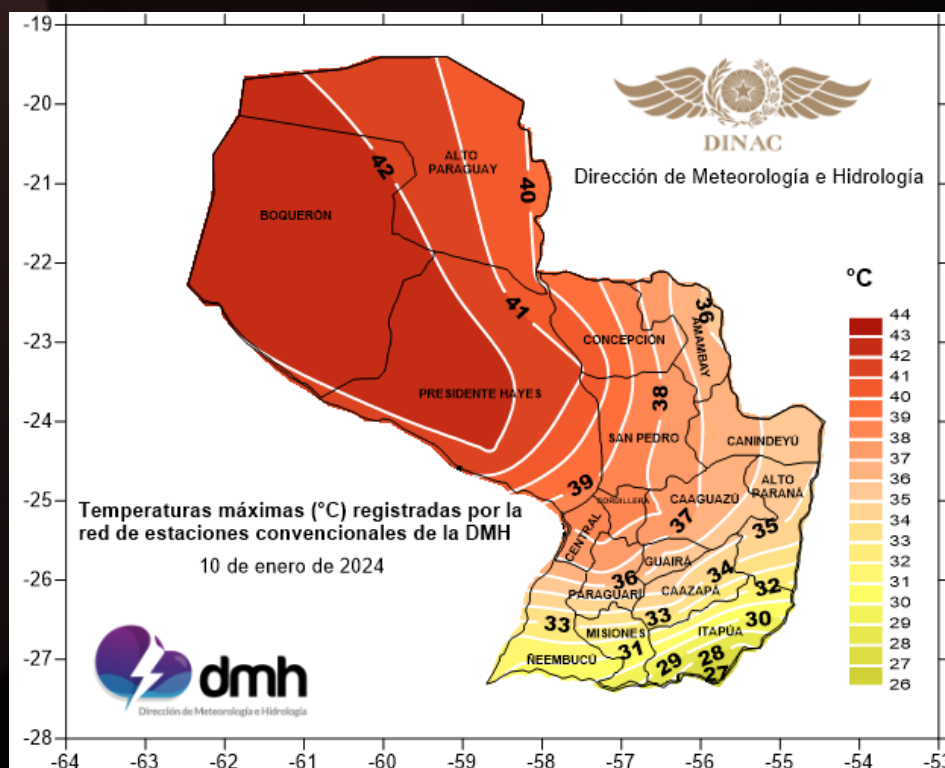 -19
-20
-21
-22
-23
-24
-25
-26
-27
-28
-64
-63
-62
-61
-60
-59
-58
-57
-56
-55
-54
DINAC
Dirección de Meteorología e Hidrología
ALTO
PARAGUAY
42
40
BOQUERÓN
41
36
AMAMBAY
CONCEPCIÓN
PRESIDENTE HAYES
38
SAN PEDRO
CANINDEYÚ
39
CORDILLERA
CAAGUAZÚ
ALTO
PARANÁ
37
35
CENTRAL
GUAIRÁ
36
34
PARAGUARÍ
CAAZAPÁ
32
33
33
30
MISIONES
ITAPÚA
31
ÑEEMBUCÚ
29
28
27
°C
44
43
42
41
40
39
38
37
36
35
34
33
32
31
30
29
28
27
26
Temperaturas máximas (°C) registradas por la
red de estaciones convencionales de la DMH
10 de enero de 2024
dmh
Dirección de Meteorología e Hidrología